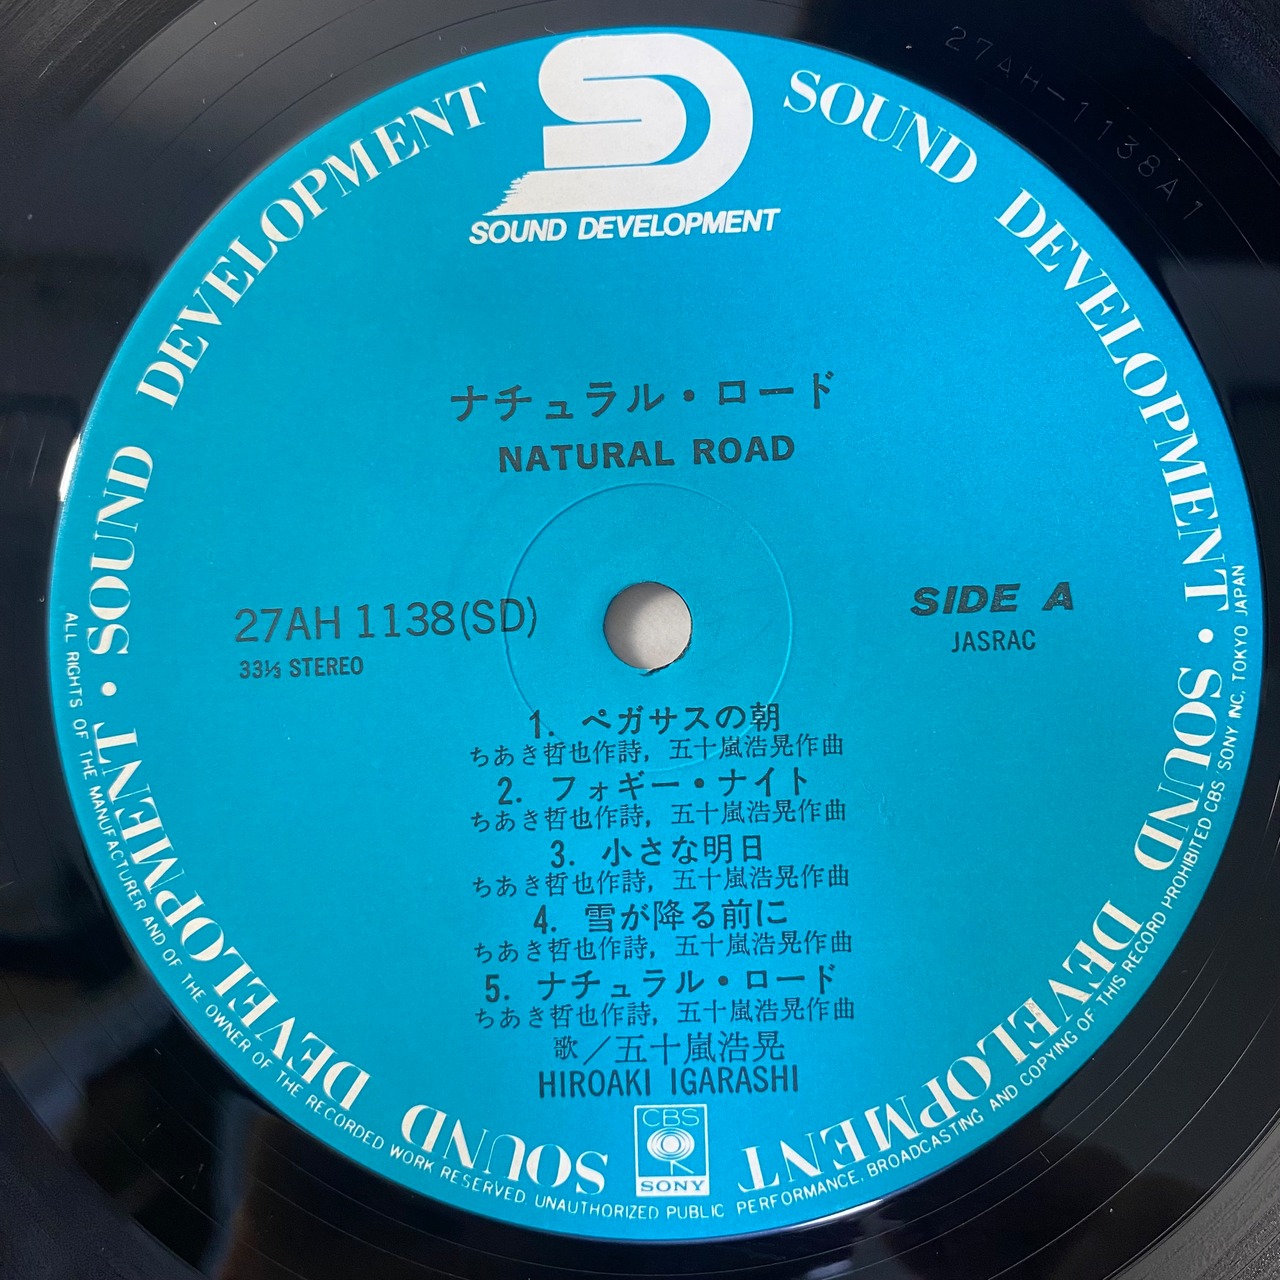 SOUND DEVELOPMENT
SOUND DEVELOPMENT • SOUND DEVELOPMENT • SOUND DEVELOPMENT • SOUND DEVELOPMENT
27AH-1138A1
ナチュラル・ロード
NATURAL ROAD
27AH 1138(SD)
33⅓ STEREO
SIDE A
JASRAC
1. ペガサスの朝
ちあき哲也作詩, 五十嵐浩晃作曲
2. フォギー・ナイト
ちあき哲也作詩, 五十嵐浩晃作曲
3. 小さな明日
ちあき哲也作詩, 五十嵐浩晃作曲
4. 雪が降る前に
ちあき哲也作詩, 五十嵐浩晃作曲
5. ナチュラル・ロード
ちあき哲也作詩, 五十嵐浩晃作曲
歌／五十嵐浩晃
HIROAKI IGARASHI
CBS
SONY
ALL RIGHTS OF THE MANUFACTURER AND OF THE OWNER OF THE RECORDED WORK RESERVED. UNAUTHORIZED PUBLIC PERFORMANCE, BROADCASTING AND COPYING OF THIS RECORD PROHIBITED CBS/SONY INC. TOKYO JAPAN